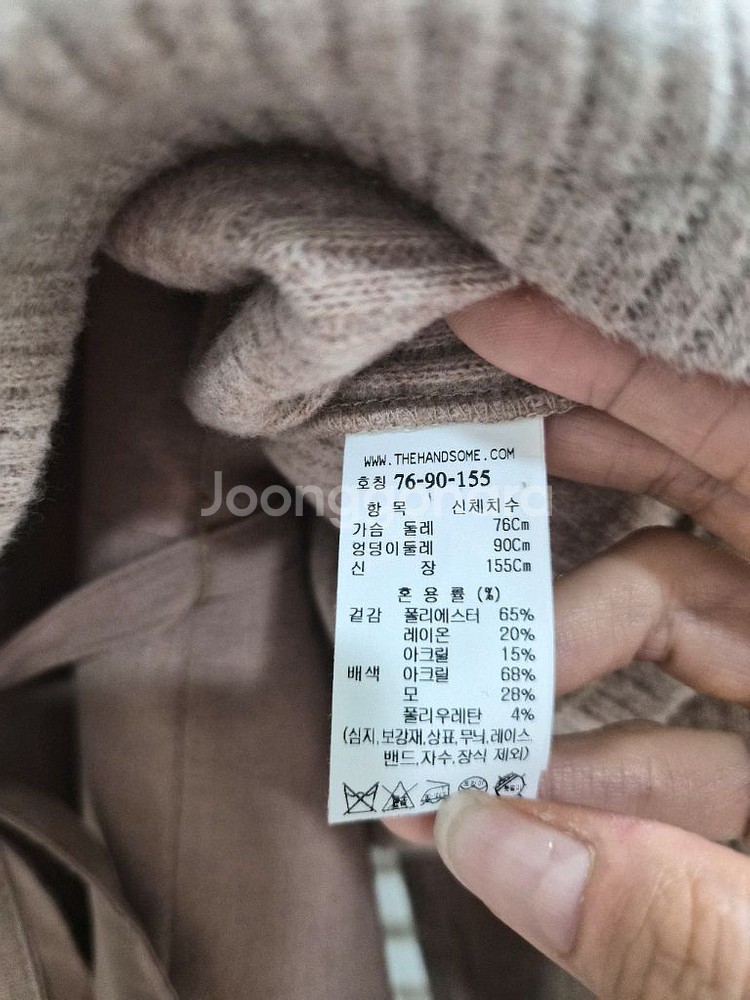 WWW.THEHANDSOME.COM
호칭 76-90-155
Joonggonara
항 목 신체치수
가슴 둘레 76Cm
엉덩이둘레 90Cm
신 장 155Cm
혼 용 률 (%)
겉감 폴리에스터 65%
레이온 20%
아크릴 15%
배색 아크릴 68%
모 28%
폴리우레탄 4%
(심지,보강재,상표,무늬,레이스,
밴드,자수,장식 제외)